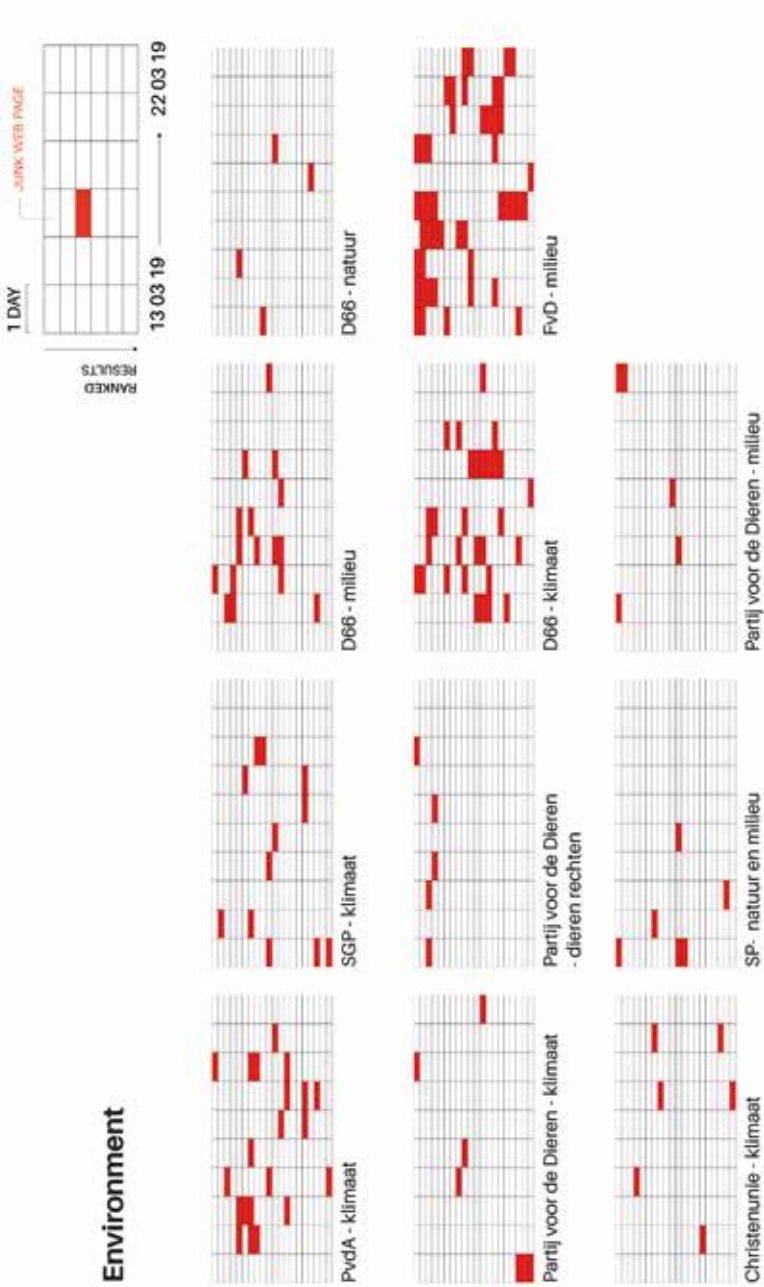 Environment
1 DAY
JUNK WEB PAGE
RANKED
RESULTS
13 03 19
22 03 19
PvdA - klimaat
SGP - klimaat
D66 - milieu
D66 - natuur
Partij voor de Dieren - klimaat
Partij voor de Dieren
- dieren rechten
D66 - klimaat
FvD - milieu
Christenunie - klimaat
SP- natuur en milieu
Partij voor de Dieren - milieu